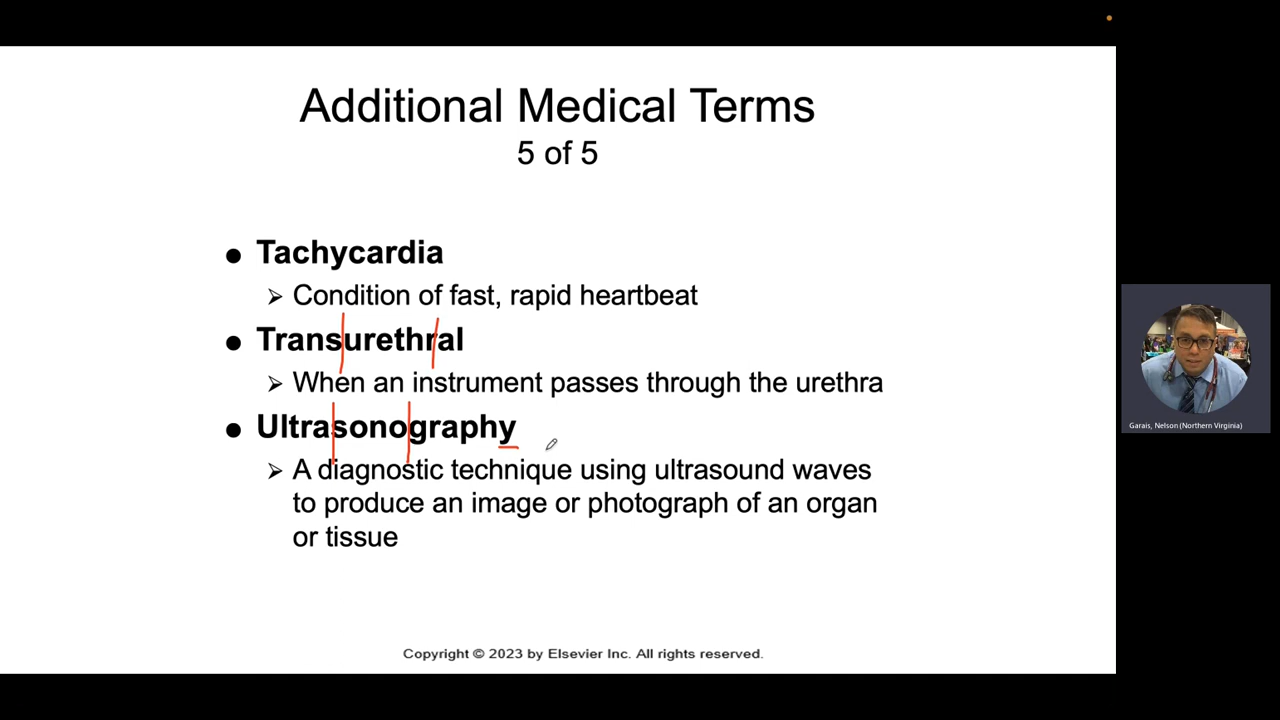 Additional Medical Terms
5 of 5
● Tachycardia
➢ Condition of fast, rapid heartbeat
● Transurethral
➢ When an instrument passes through the urethra
● Ultrasonography
➢ A diagnostic technique using ultrasound waves
to produce an image or photograph of an organ
or tissue
Garais, Nelson (Northern Virginia)
Copyright © 2023 by Elsevier Inc. All rights reserved.